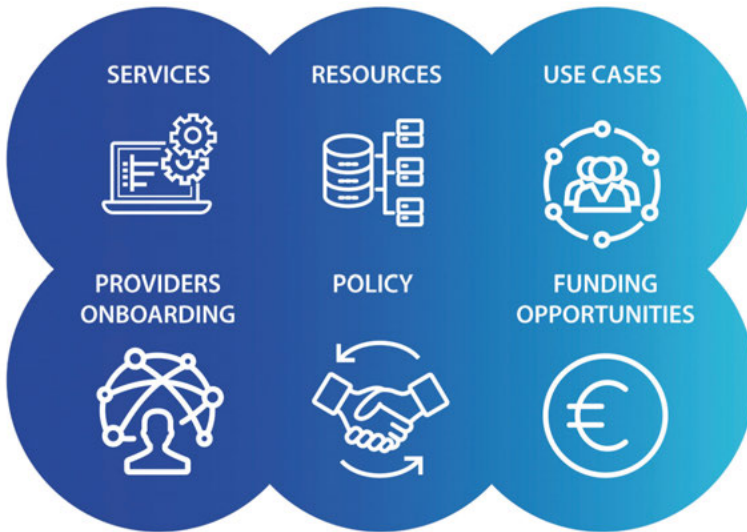 SERVICES
RESOURCES
USE CASES
PROVIDERS
ONBOARDING
POLICY
FUNDING
OPPORTUNITIES
€